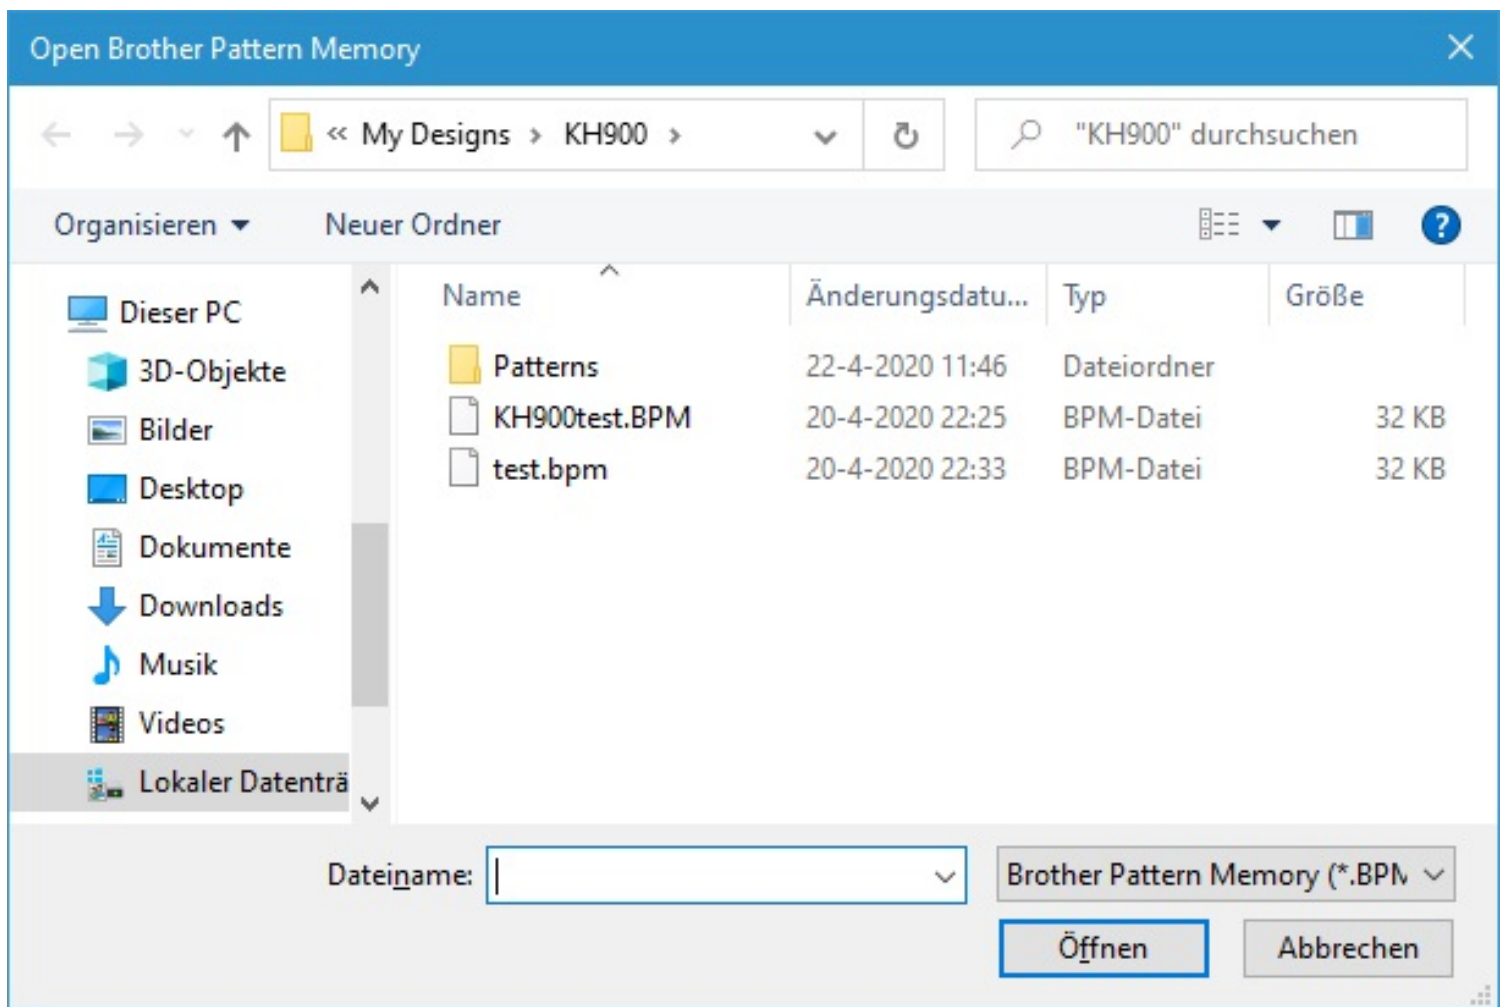 Open Brother Pattern Memory
« My Designs › KH900 › "KH900" durchsuchen
Organisieren Neuer Ordner ?
Name Änderungsdatu... Typ Größe
Dieser PC
3D-Objekte
Bilder
Desktop
Dokumente
Downloads
Musik
Videos
Lokaler Datenträ
Patterns 22-4-2020 11:46 Dateiordner
KH900test.BPM 20-4-2020 22:25 BPM-Datei 32 KB
test.bpm 20-4-2020 22:33 BPM-Datei 32 KB
Dateiname: Brother Pattern Memory (*.BPM
Öffnen Abbrechen